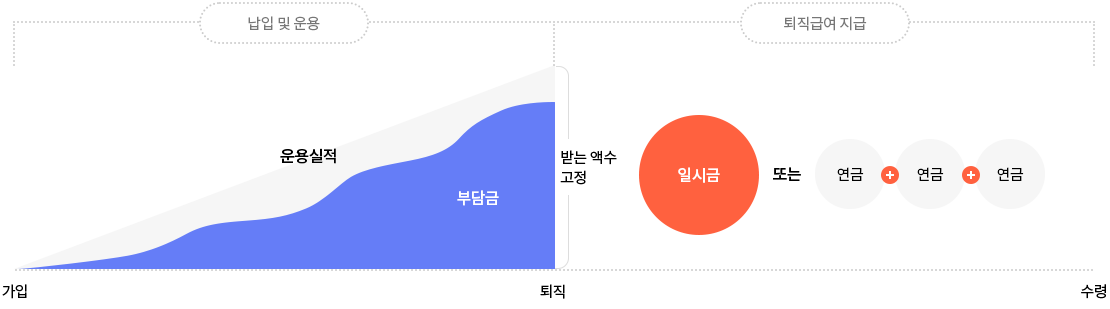 납입 및 운용
퇴직급여 지급
운용실적
부담금
받는 액수
고정
일시금
또는
연금
연금
연금
가입
퇴직
수령